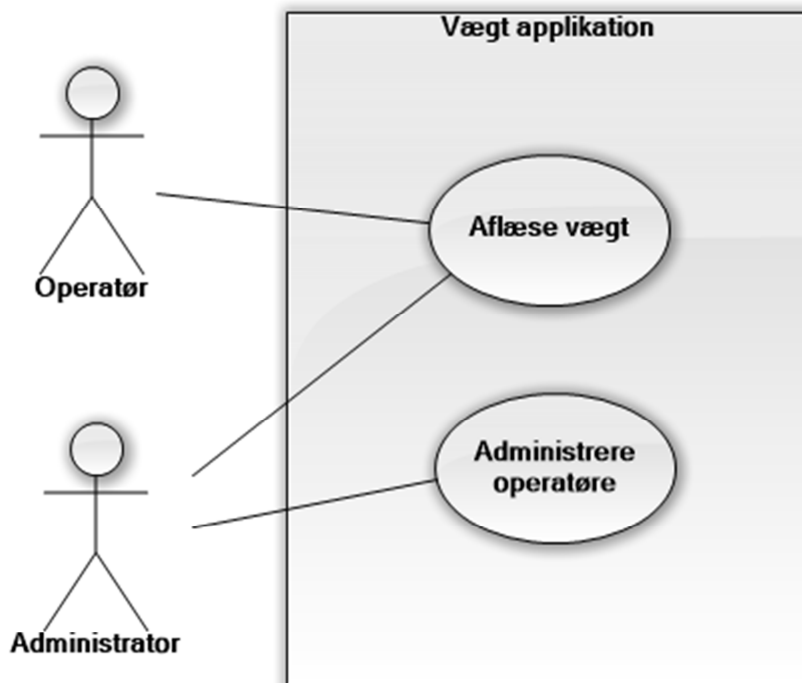 Vægt applikation
Operatør
Aflæse vægt
Administrere
operatøre
Administrator